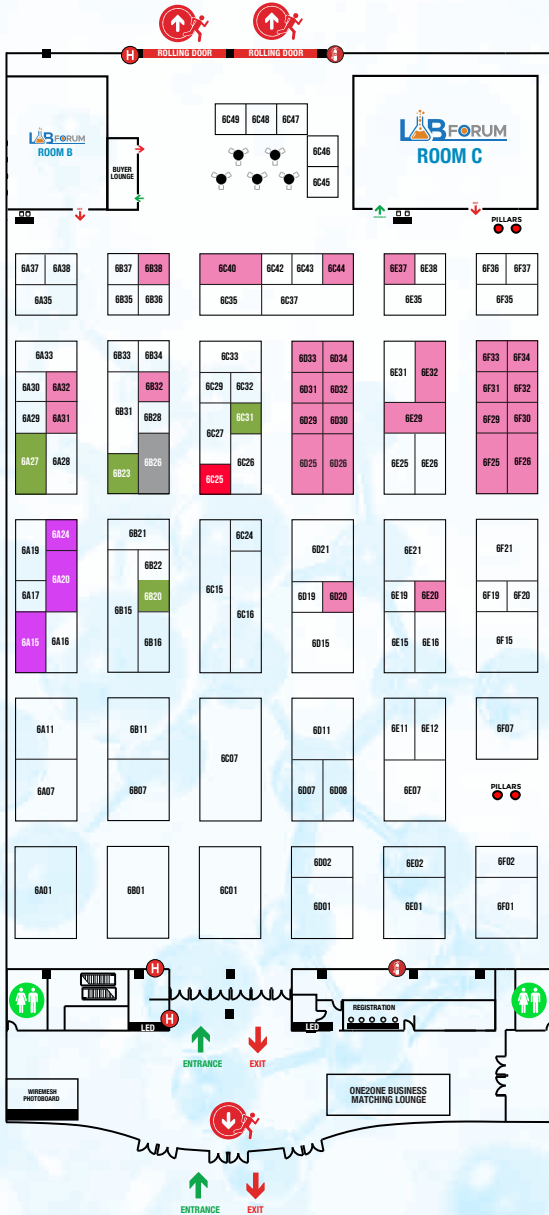 ROLLING DOOR ROLLING DOOR
H
6C49 6C48 6C47
LAB FORUM
ROOM B
LAB FORUM
ROOM C
BUYER
LOUNGE
6C46
6C45
PILLARS
6A37 6A38 6B37 6B38 6C40 6C42 6C43 6C44 6E37 6E38 6F36 6F37
6A35 6B35 6B36 6C35 6C37 6E35 6F35
6A33 6B33 6B34 6C33 6D33 6D34 6E31 6E32 6F33 6F34
6A30 6A32 6B31 6B32 6C29 6C32 6D31 6D32 6F31 6F32
6A29 6A31 6B28 6C27 6C31 6D29 6D30 6E29 6F29 6F30
6A27 6A28 6B23 6B26 6C25 6C26 6D25 6D26 6E25 6E26 6F25 6F26
6A19 6A24 6B21 6C15 6C24 6D21 6E21 6F21
6A20 6B22
6A17 6B15 6B20 6C16 6D19 6D20 6E19 6E20 6F19 6F20
6A15 6A16 6B16 6D15 6E15 6E16 6F15
6A11 6B11 6C07 6D11 6E11 6E12 6F07
6A07 6B07 6D07 6D08 6E07
PILLARS
6A01 6B01 6C01 6D02 6E02 6F02
6D01 6E01 6F01
H
H
REGISTRATION
LED LED
ENTRANCE EXIT
WIREMESH
PHOTOBOARD
ONE2ONE BUSINESS
MATCHING LOUNGE
ENTRANCE EXIT